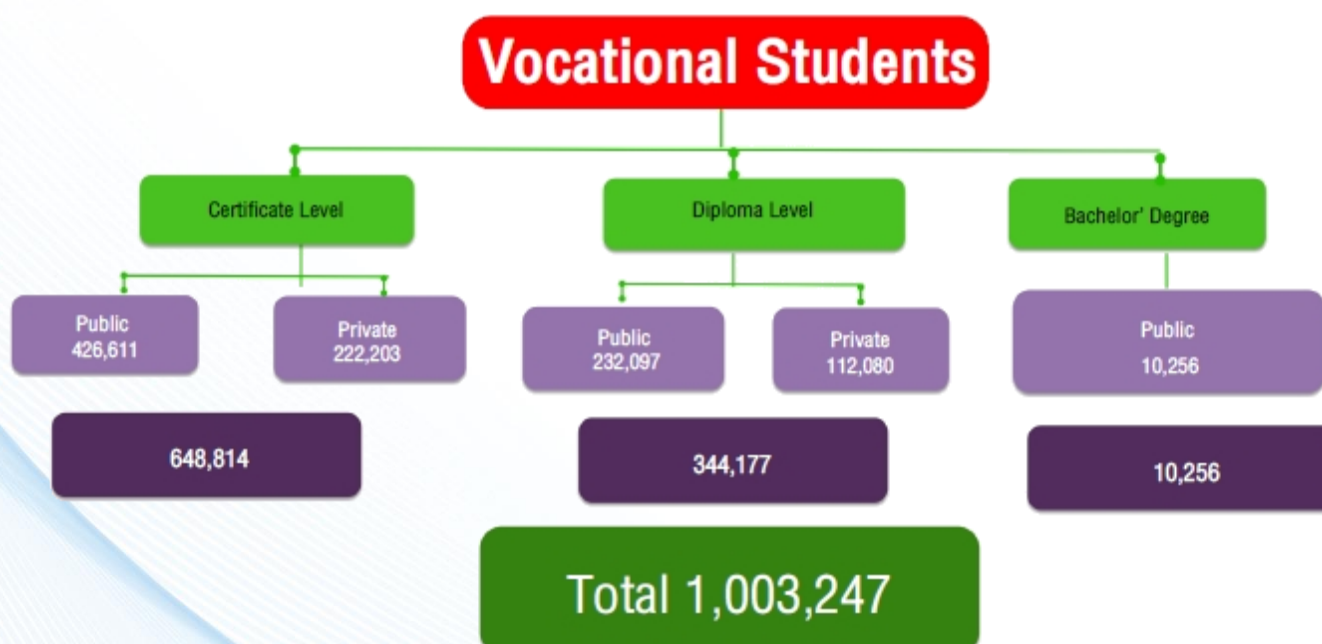 Vocational Students
Certificate Level
Diploma Level
Bachelor' Degree
Public
426,611
Private
222,203
Public
232,097
Private
112,080
Public
10,256
648,814
344,177
10,256
Total 1,003,247